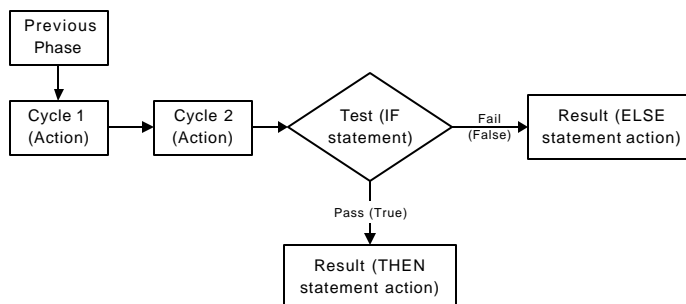 Previous
Phase
Cycle 1
(Action)
Cycle 2
(Action)
Test (IF
statement)
Fail
(False)
Result (ELSE
statement action)
Pass (True)
Result (THEN
statement action)